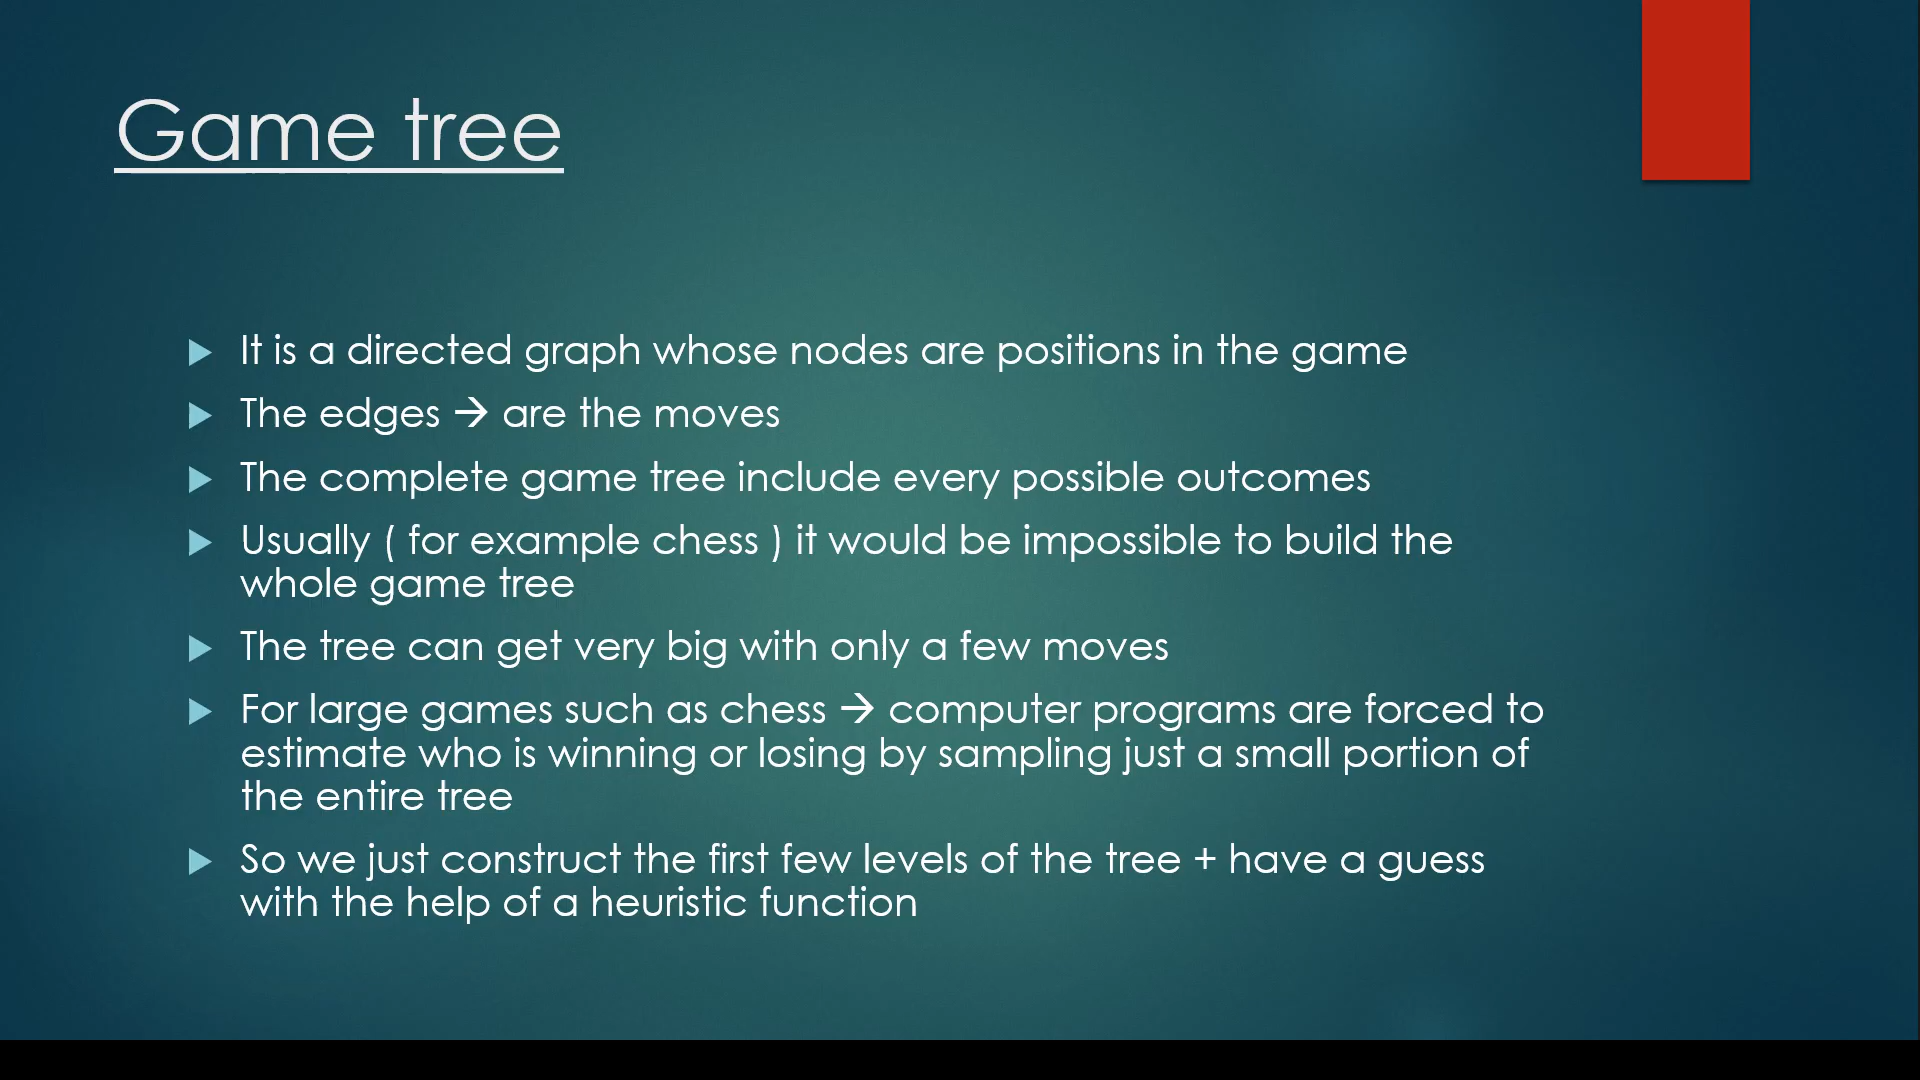 Game tree
It is a directed graph whose nodes are positions in the game
The edges → are the moves
The complete game tree include every possible outcomes
Usually ( for example chess ) it would be impossible to build the
whole game tree
The tree can get very big with only a few moves
For large games such as chess → computer programs are forced to
estimate who is winning or losing by sampling just a small portion of
the entire tree
So we just construct the first few levels of the tree + have a guess
with the help of a heuristic function